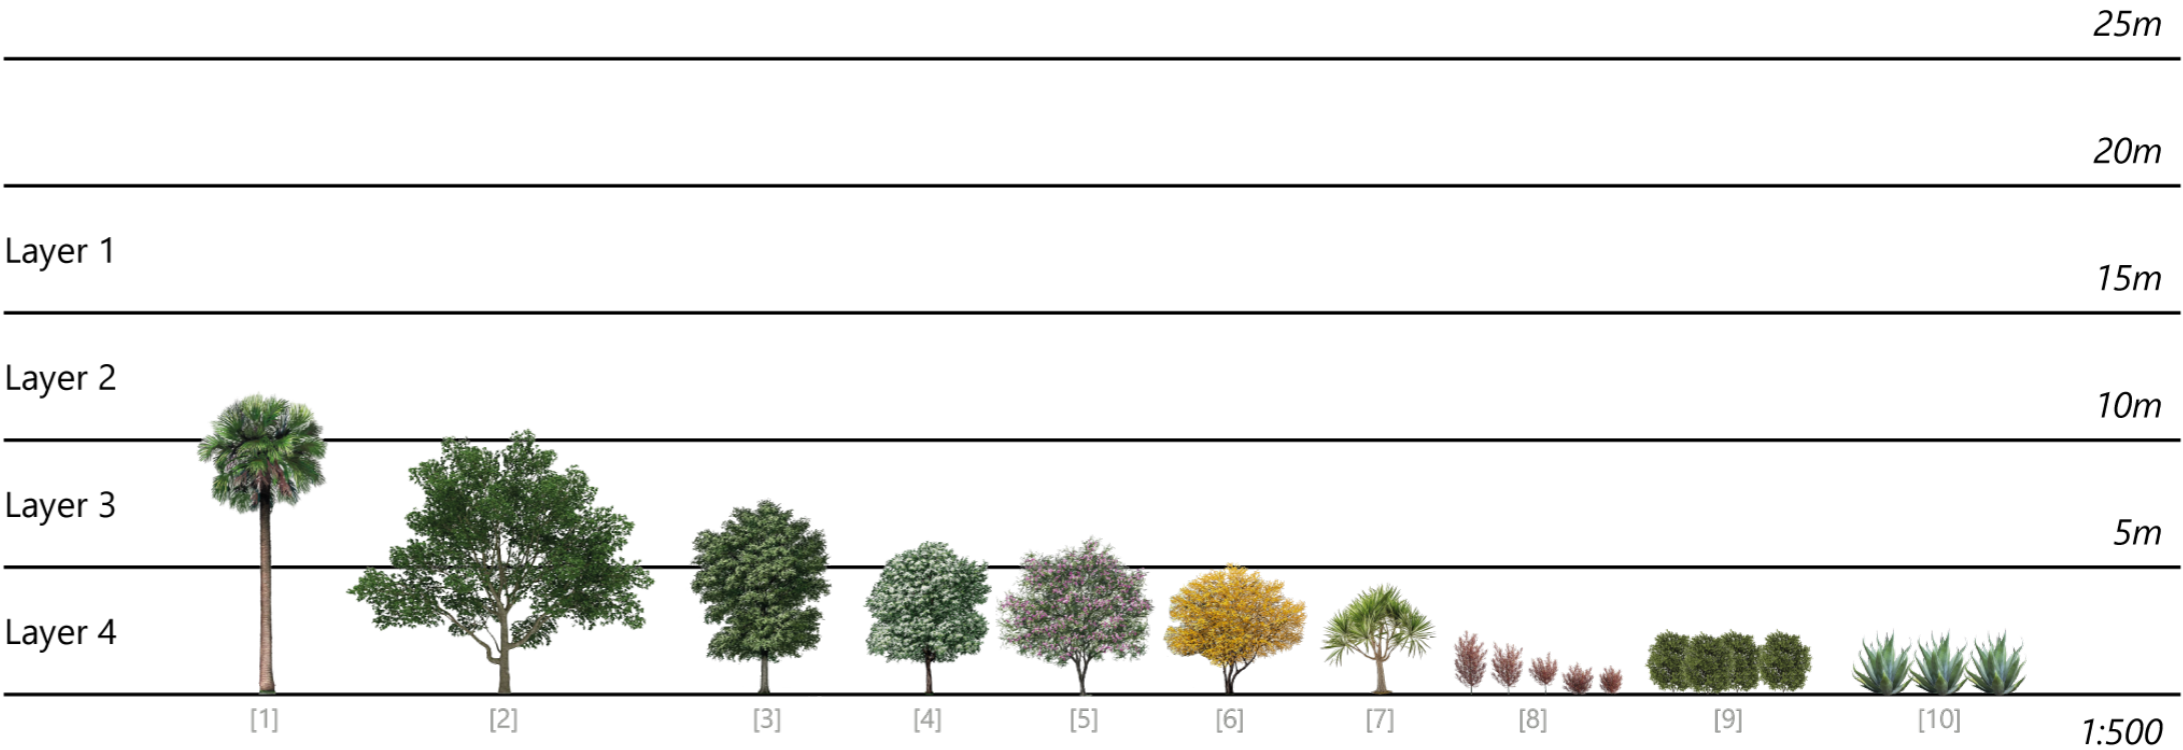 25m
20m
Layer 1
15m
Layer 2
10m
Layer 3
5m
Layer 4
[1] [2] [3] [4] [5] [6] [7] [8] [9] [10]
1:500